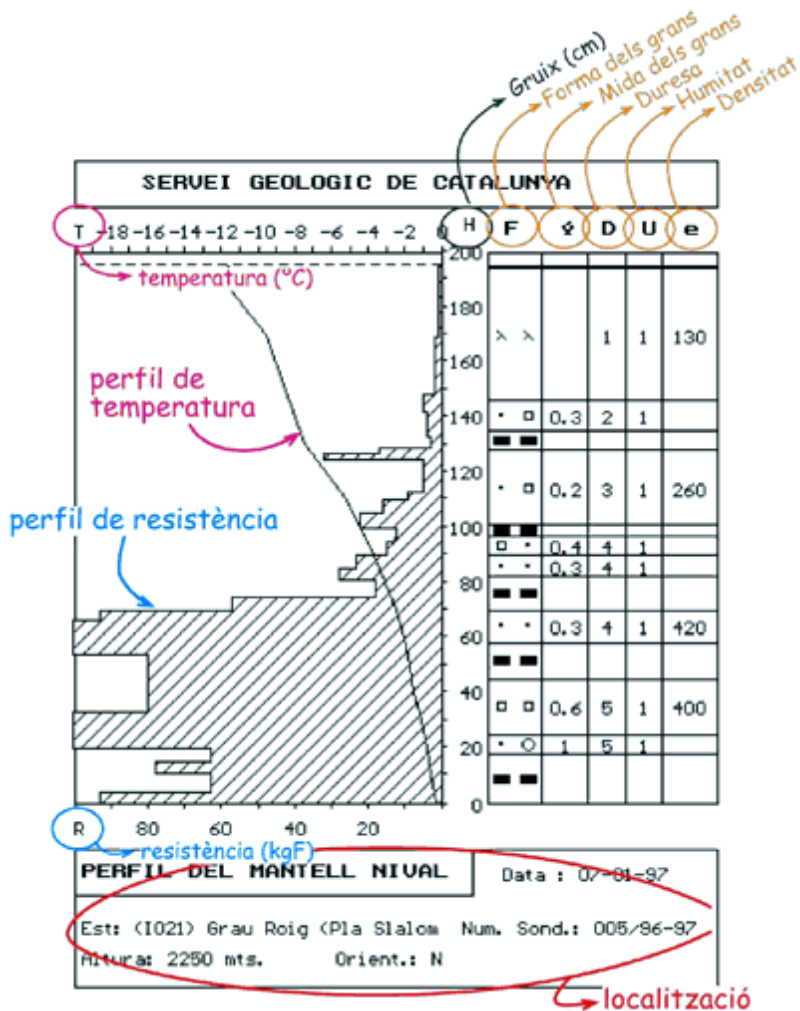 Gruix (cm)
Forma dels grans
Mida dels grans
Duresa
Humitat
Densitat
SERVEI GEOLOGIC DE CATALUNYA
T -18 -16 -14 -12 -10 -8 -6 -4 -2 0 H F D U e
temperatura (ºC)
200
180
1 1 130
160
perfil de
temperatura
140
0.3 2 1
120
0.2 3 1 260
perfil de resistència
100
0.4 4 1
0.3 4 1
80
60
0.3 4 1 420
40
0.6 5 1 400
20
1 5 1
0
R 80 60 40 20
resistència (kgF)
PERFIL DEL MANTELL NIVAL
Data : 07-01-97
Est: (I021) Grau Roig (Pla Slalom Num. Sond.: 005/96-97
Altura: 2250 mts. Orient.: N
localització